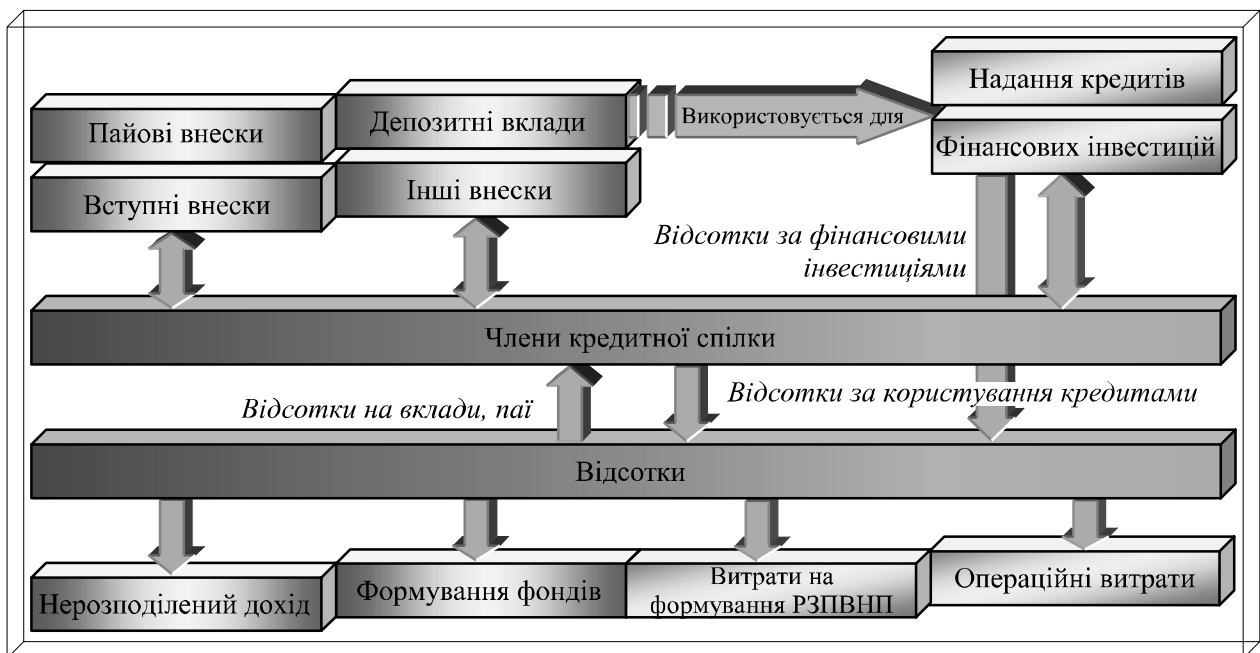 Пайові внески
Депозитні вклади
Вступні внески
Інші внески
Використовується для
Надання кредитів
Фінансових інвестицій
Відсотки за фінансовими
інвестиціями
Члени кредитної спілки
Відсотки на вклади, паї
Відсотки за користування кредитами
Відсотки
Нерозподілений дохід
Формування фондів
Витрати на
формування РЗПВНП
Операційні витрати